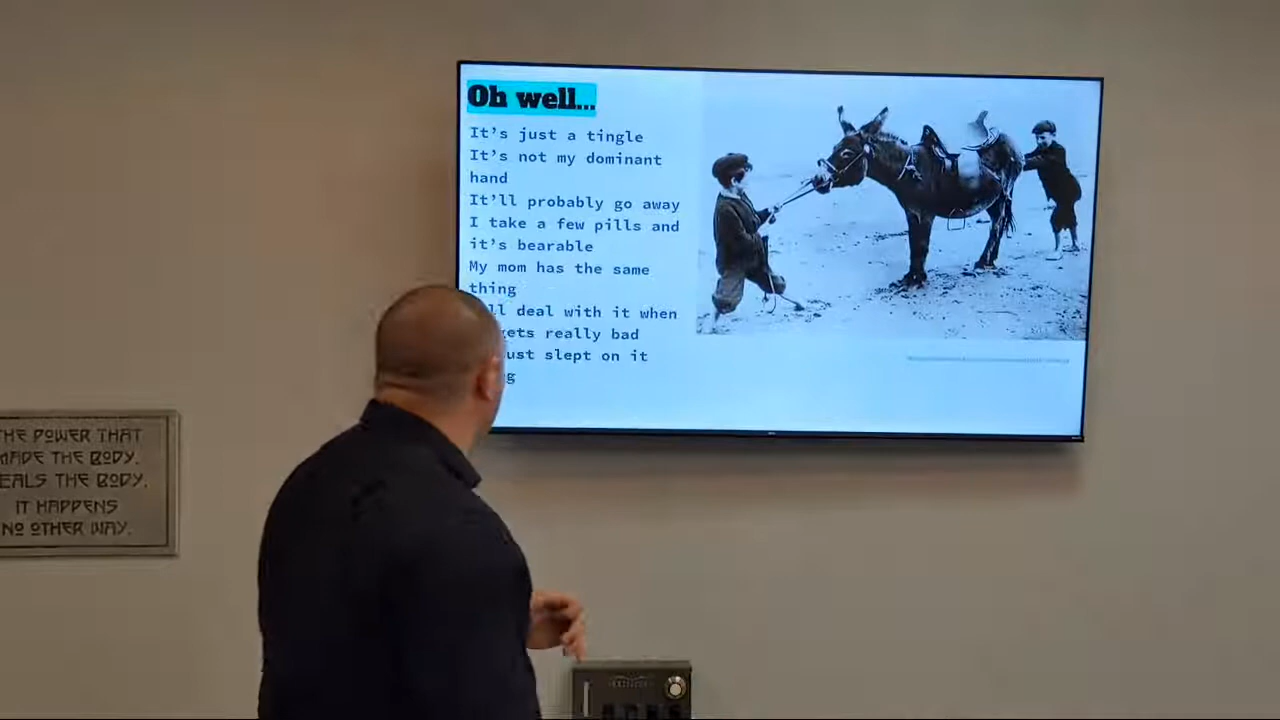 Oh well...
It's just a tingle
It's not my dominant
hand
It'll probably go away
I take a few pills and
it's bearable
My mom has the same
thing
deal with it when
gets really bad
slept on it
THE POWER THAT
MADE THE BODY,
THE BODY.
IT HAPPENS
NO OTHER WAY.